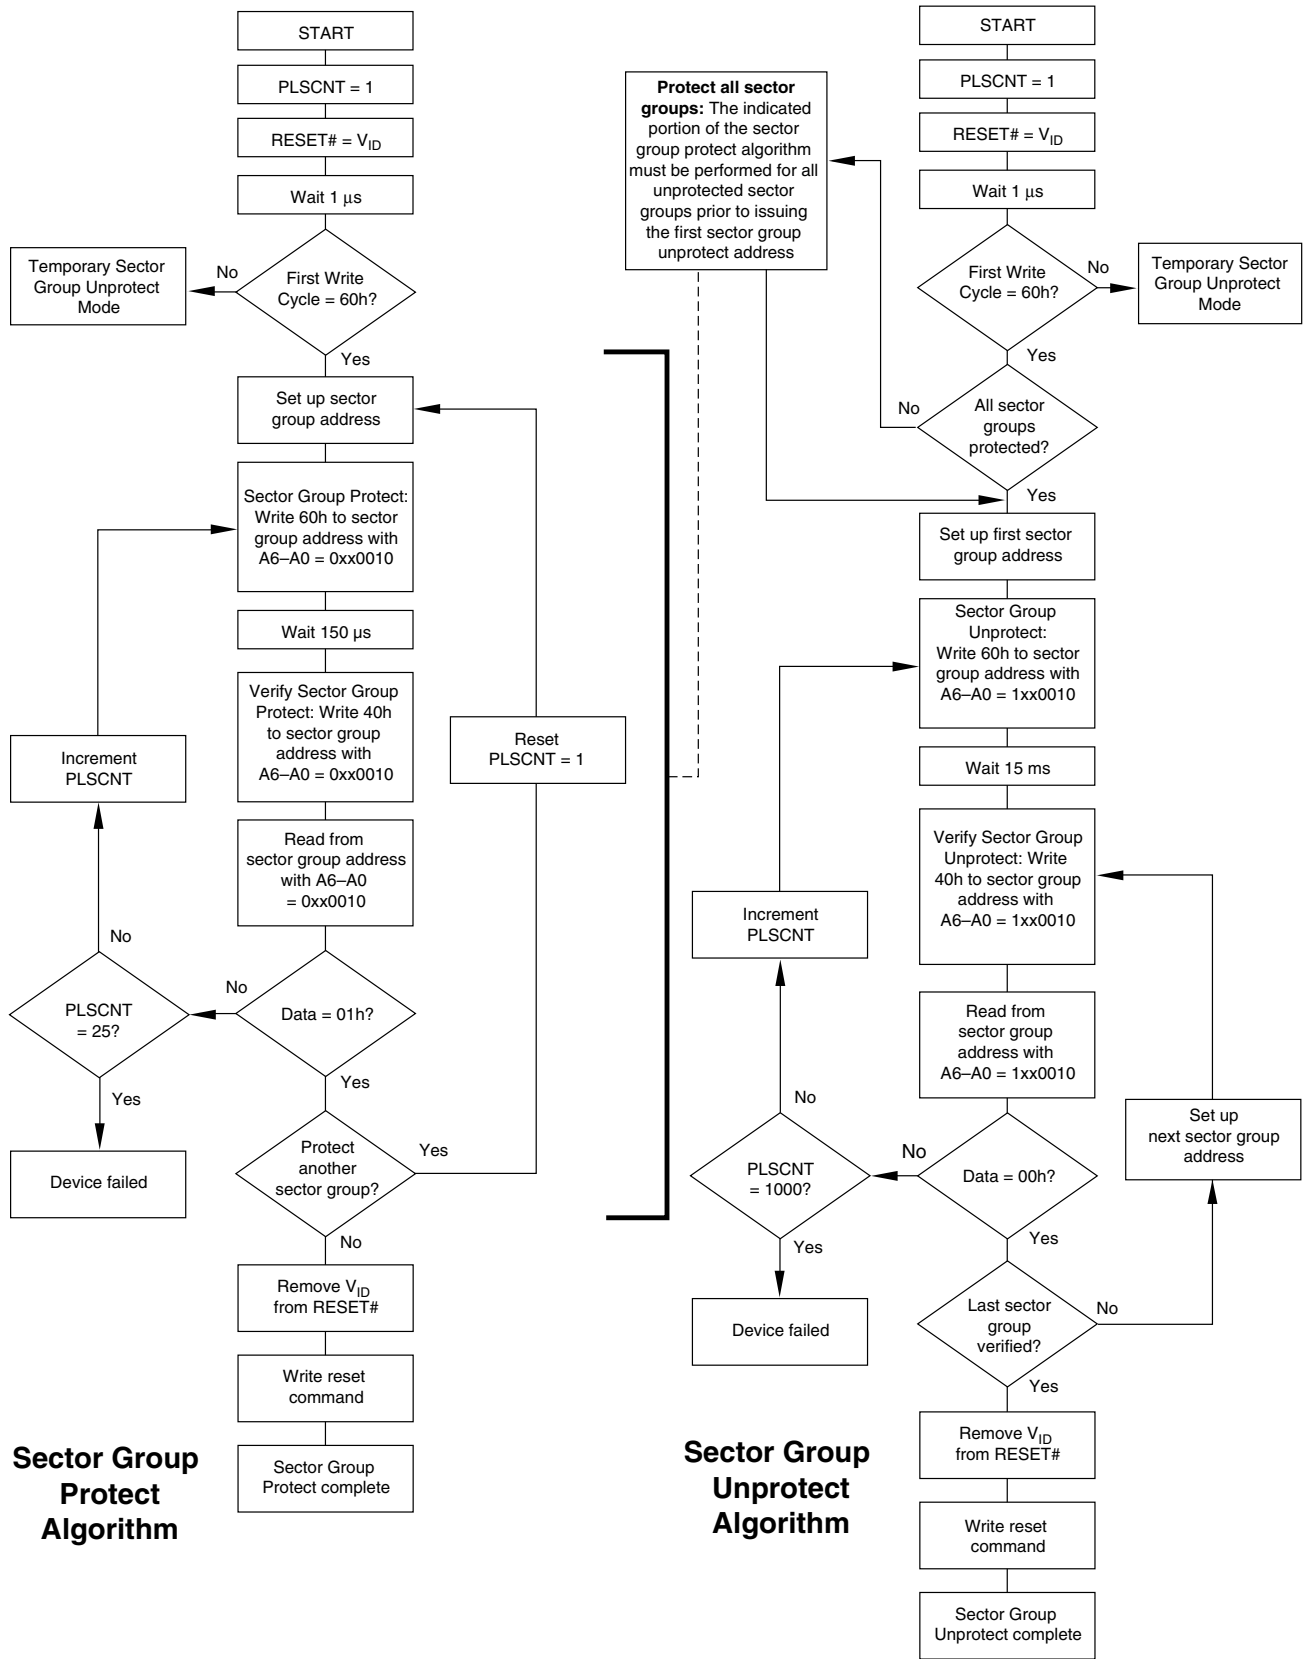 START
PLSCNT = 1
RESET# = VID
Wait 1 μs
First Write
Cycle = 60h?
No
Temporary Sector
Group Unprotect
Mode
Yes
Set up sector
group address
Sector Group Protect:
Write 60h to sector
group address with
A6–A0 = 0xx0010
Wait 150 µs
Verify Sector Group
Protect: Write 40h
to sector group
address with
A6–A0 = 0xx0010
Read from
sector group address
with A6–A0
= 0xx0010
Data = 01h?
No
PLSCNT
= 25?
No
Increment
PLSCNT
Yes
Device failed
Yes
Protect
another
sector group?
Yes
Reset
PLSCNT = 1
No
Remove VID
from RESET#
Write reset
command
Sector Group
Protect complete
Sector Group
Protect
Algorithm
START
PLSCNT = 1
RESET# = VID
Wait 1 μs
First Write
Cycle = 60h?
No
Temporary Sector
Group Unprotect
Mode
Yes
All sector
groups
protected?
No
Protect all sector
groups: The indicated
portion of the sector
group protect algorithm
must be performed for all
unprotected sector
groups prior to issuing
the first sector group
unprotect address
Yes
Set up first sector
group address
Sector Group
Unprotect:
Write 60h to sector
group address with
A6–A0 = 1xx0010
Wait 15 ms
Verify Sector Group
Unprotect: Write
40h to sector group
address with
A6–A0 = 1xx0010
Read from
sector group
address with
A6–A0 = 1xx0010
Data = 00h?
No
PLSCNT
= 1000?
No
Increment
PLSCNT
Yes
Device failed
Yes
Last sector
group
verified?
No
Set up
next sector group
address
Yes
Remove VID
from RESET#
Write reset
command
Sector Group
Unprotect complete
Sector Group
Unprotect
Algorithm